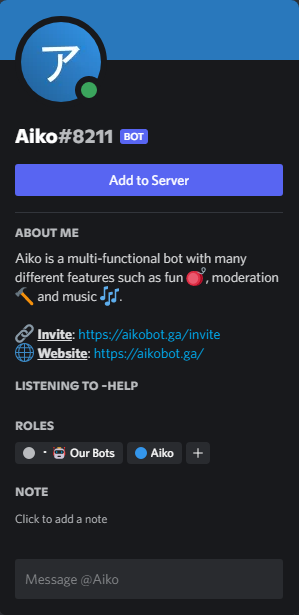 ア
Aiko#8211 BOT
Add to Server
ABOUT ME
Aiko is a multi-functional bot with many
different features such as fun 🪀, moderation
🔨 and music 🎶.
🔗 Invite: https://aikobot.ga/invite
🌐 Website: https://aikobot.ga/
LISTENING TO -HELP
ROLES
・🤖 Our Bots Aiko +
NOTE
Click to add a note
Message @Aiko